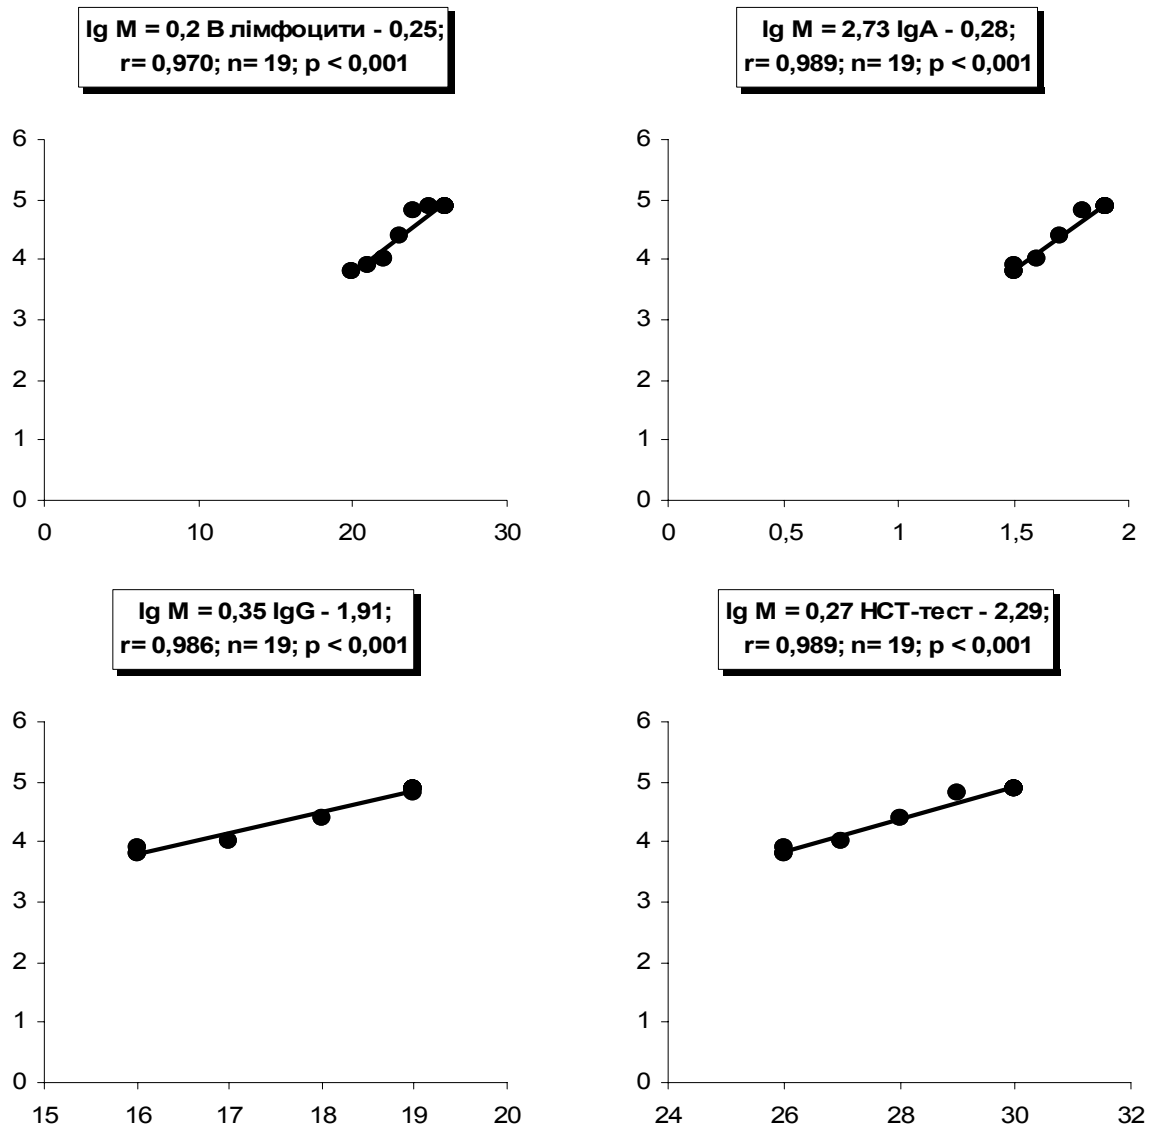 Ig M = 0,2 В лімфоцити - 0,25;
r= 0,970; n= 19; p < 0,001
6
5
4
3
2
1
0
0 10 20 30
Ig M = 2,73 IgA - 0,28;
r= 0,989; n= 19; p < 0,001
6
5
4
3
2
1
0
0 0,5 1 1,5 2
Ig M = 0,35 IgG - 1,91;
r= 0,986; n= 19; p < 0,001
6
5
4
3
2
1
0
15 16 17 18 19 20
Ig M = 0,27 НСТ-тест - 2,29;
r= 0,989; n= 19; p < 0,001
6
5
4
3
2
1
0
24 26 28 30 32